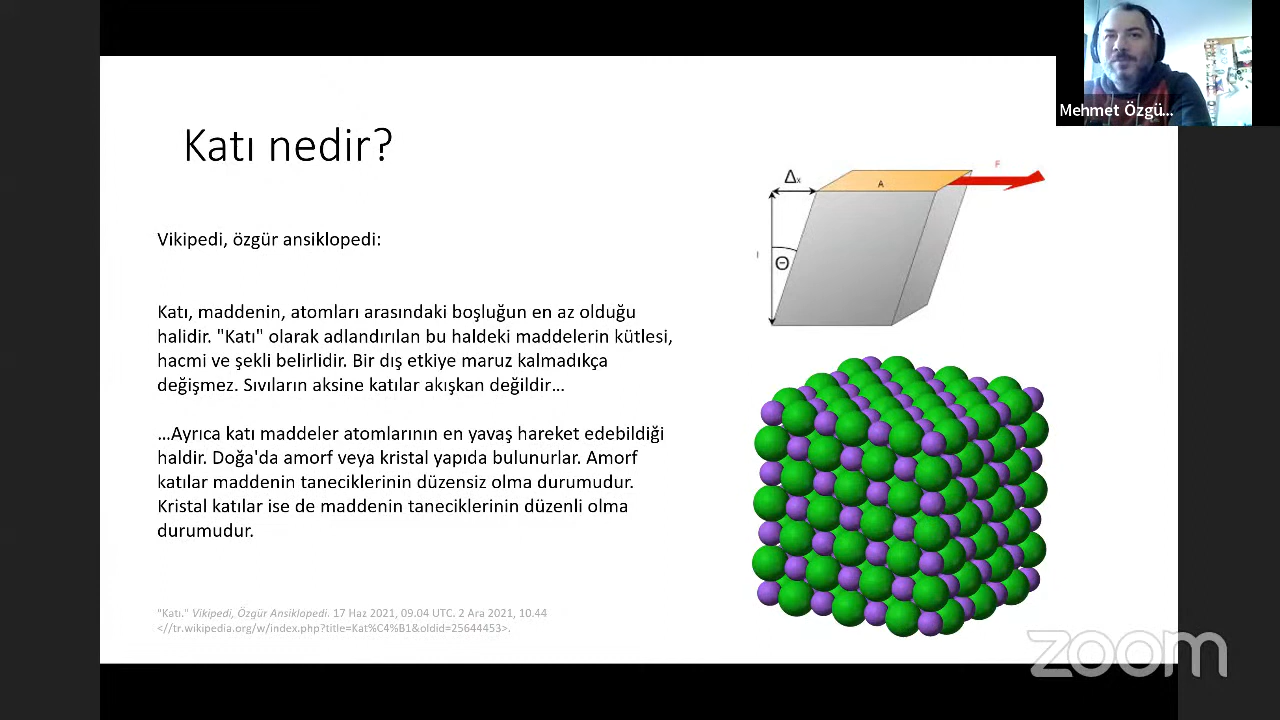 Mehmet Özgü...
Katı nedir?
Vikipedi, özgür ansiklopedi:
Katı, maddenin, atomları arasındaki boşluğun en az olduğu
halidir. "Katı" olarak adlandırılan bu haldeki maddelerin kütlesi,
hacmi ve şekli belirlidir. Bir dış etkiye maruz kalmadıkça
değişmez. Sıvıların aksine katılar akışkan değildir...
...Ayrıca katı maddeler atomlarının en yavaş hareket edebildiği
haldir. Doğa'da amorf veya kristal yapıda bulunurlar. Amorf
katılar maddenin taneciklerinin düzensiz olma durumudur.
Kristal katılar ise de maddenin taneciklerinin düzenli olma
durumudur.
"Katı." Vikipedi, Özgür Ansiklopedi. 17 Haz 2021, 09.04 UTC. 2 Ara 2021, 10.44
<//tr.wikipedia.org/w/index.php?title=Kat%C4%B1&oldid=25644453>.
Δx
A
F
Θ
zoom